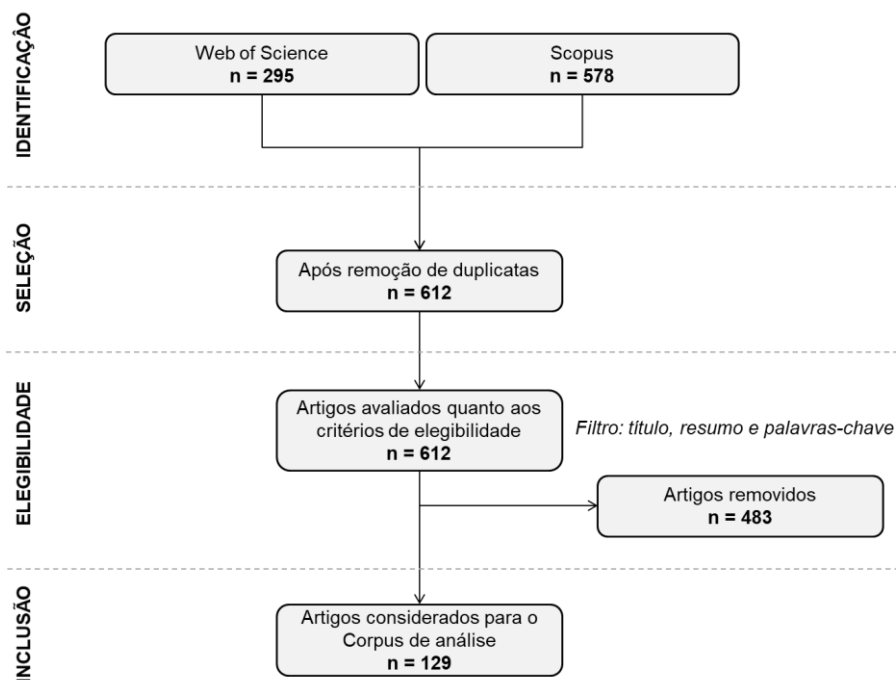 IDENTIFICAÇÃO
Web of Science
n = 295
Scopus
n = 578
SELEÇÃO
Após remoção de duplicatas
n = 612
ELEGIBILIDADE
Artigos avaliados quanto aos
critérios de elegibilidade
n = 612
Filtro: título, resumo e palavras-chave
Artigos removidos
n = 483
INCLUSÃO
Artigos considerados para o
Corpus de análise
n = 129